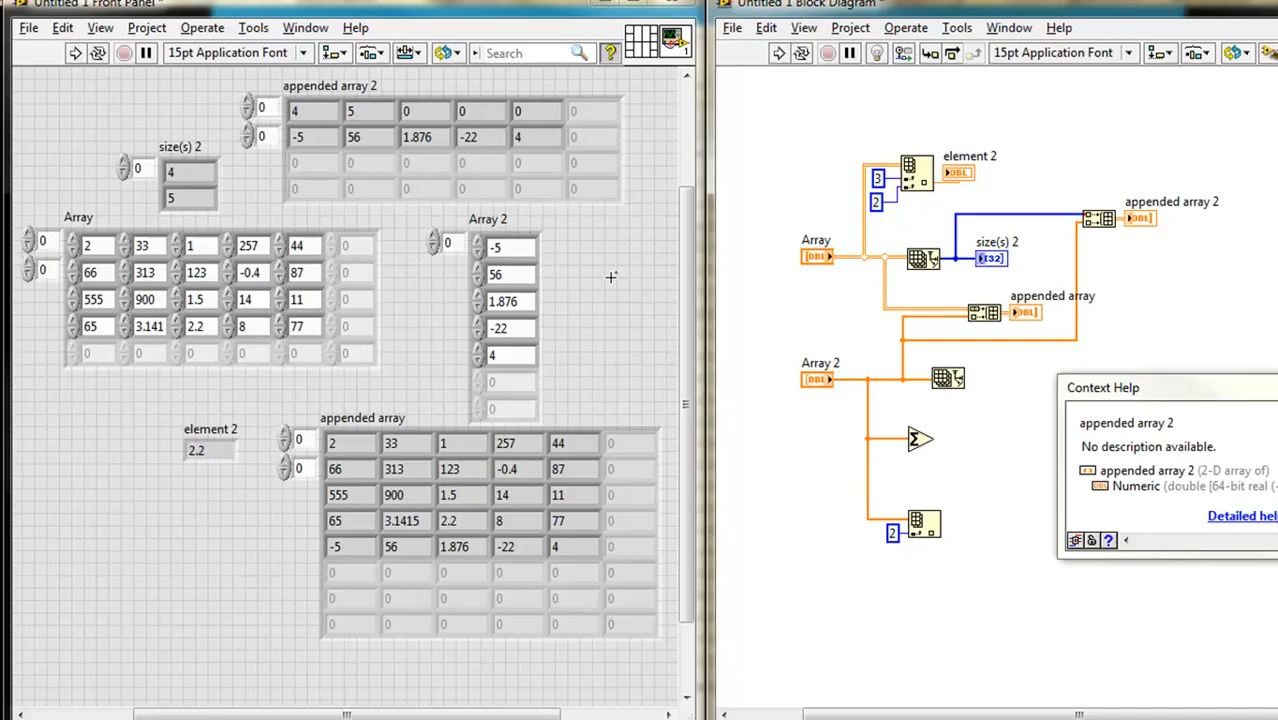 Untitled 1 Front Panel *
File Edit View Project Operate Tools Window Help
15pt Application Font Search ?
1
appended array 2
0 4 5 0 0 0 0
0 -5 56 1.876 -22 4 0
0 0 0 0 0 0
0 0 0 0 0 0
size(s) 2
0 4
5
Array
0 2 33 1 257 44 0
0 66 313 123 -0.4 87 0
555 900 1.5 14 11 0
65 3.141 2.2 8 77 0
0 0 0 0 0 0
Array 2
0 -5
56
1.876
-22
4
0
0
element 2
2.2
appended array
0 2 33 1 257 44 0
0 66 313 123 -0.4 87 0
555 900 1.5 14 11 0
65 3.1415 2.2 8 77 0
-5 56 1.876 -22 4 0
0 0 0 0 0 0
0 0 0 0 0 0
0 0 0 0 0 0
Untitled 1 Block Diagram *
File Edit View Project Operate Tools Window Help
15pt Application Font
element 2
3
DBL
2
appended array 2
DBL]
Array
[DBL
size(s) 2
[I32]
appended array
DBL]
Array 2
[DBL
Σ
2
Context Help
appended array 2
No description available.
appended array 2 (2-D array of)
DBL Numeric (double [64-bit real (
Detailed hel
?